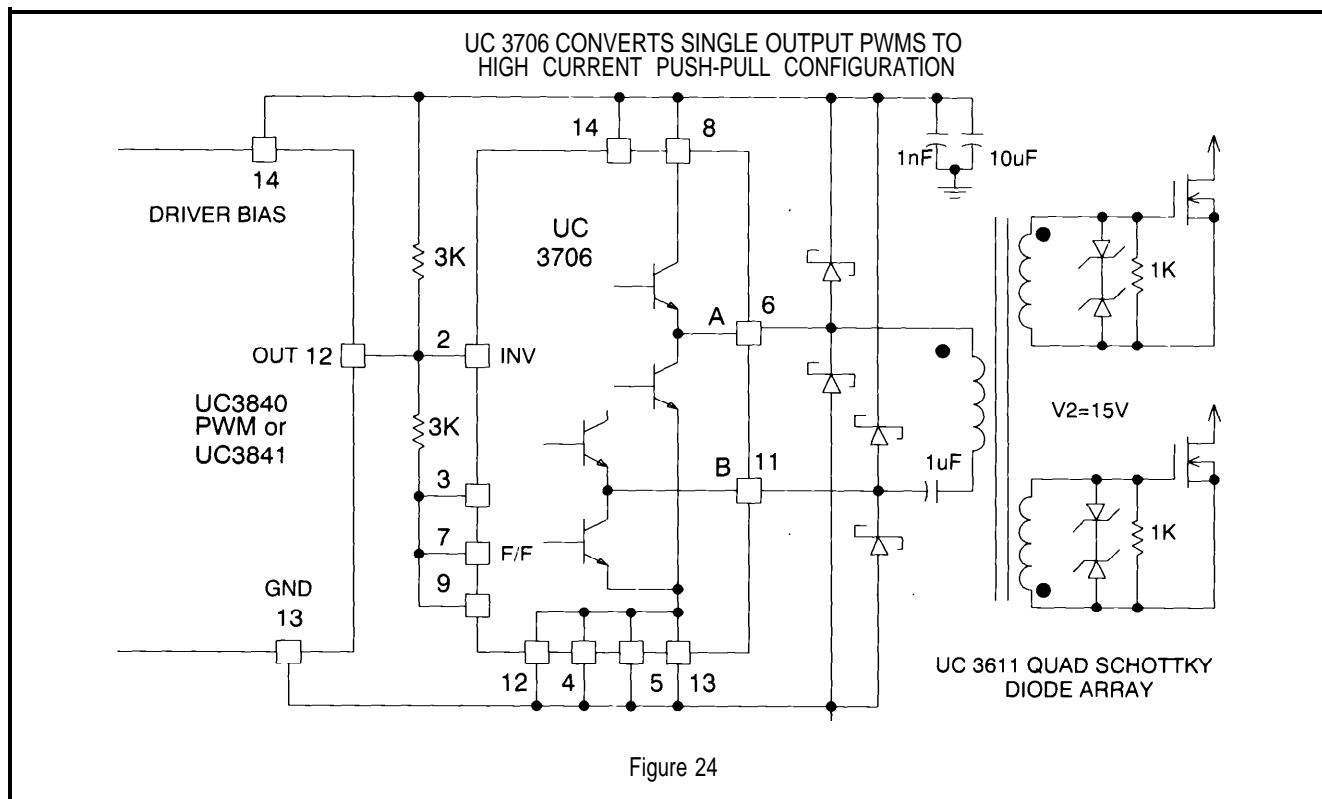 UC 3706 CONVERTS SINGLE OUTPUT PWMS TO
HIGH CURRENT PUSH-PULL CONFIGURATION
14
DRIVER BIAS
3K
14
8
UC
3706
1nF
10uF
A
6
1K
OUT 12
2
INV
UC3840
PWM or
UC3841
3K
V2=15V
B
11
1uF
3
7
F/F
9
1K
GND
13
12
4
5
13
UC 3611 QUAD SCHOTTKY
DIODE ARRAY
Figure 24